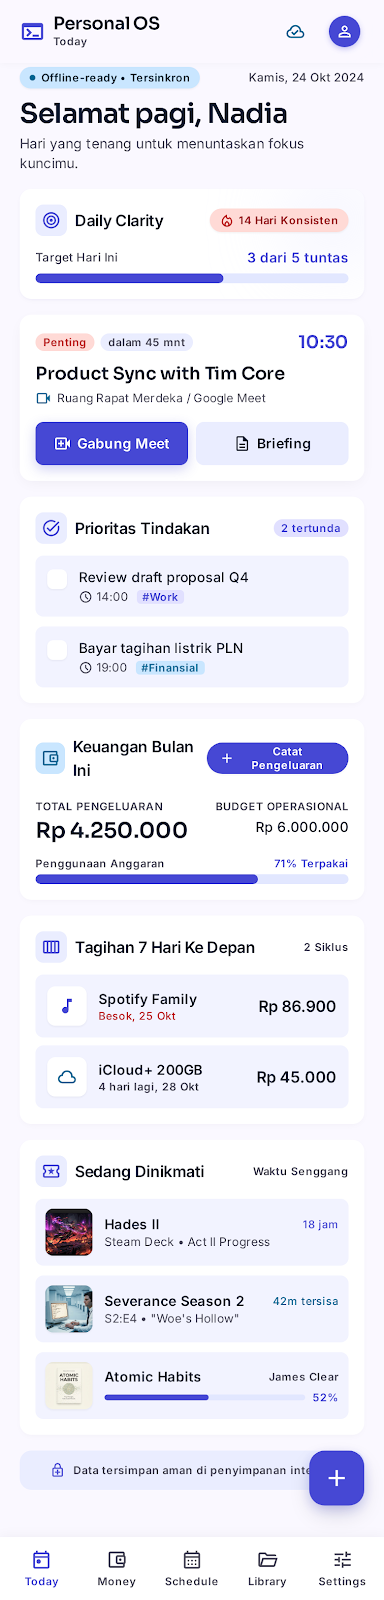 Personal OS
Today
Offline-ready • Tersinkron
Kamis, 24 Okt 2024
Selamat pagi, Nadia
Hari yang tenang untuk menuntaskan fokus
kuncimu.
Daily Clarity
14 Hari Konsisten
Target Hari Ini
3 dari 5 tuntas
Penting
dalam 45 mnt
10:30
Product Sync with Tim Core
Ruang Rapat Merdeka / Google Meet
Gabung Meet
Briefing
Prioritas Tindakan
2 tertunda
Review draft proposal Q4
14:00 #Work
Bayar tagihan listrik PLN
19:00 #Finansial
Keuangan Bulan
Ini
Catat
Pengeluaran
TOTAL PENGELUARAN
BUDGET OPERASIONAL
Rp 4.250.000
Rp 6.000.000
Penggunaan Anggaran
71% Terpakai
Tagihan 7 Hari Ke Depan
2 Siklus
Spotify Family
Besok, 25 Okt
Rp 86.900
iCloud+ 200GB
4 hari lagi, 28 Okt
Rp 45.000
Sedang Dinikmati
Waktu Senggang
Hades II
18 jam
Steam Deck • Act II Progress
Severance Season 2
42m tersisa
S2:E4 • "Woe's Hollow"
ATOMIC
HABITS
Atomic Habits
James Clear
52%
Data tersimpan aman di penyimpanan
Today
Money
Schedule
Library
Settings